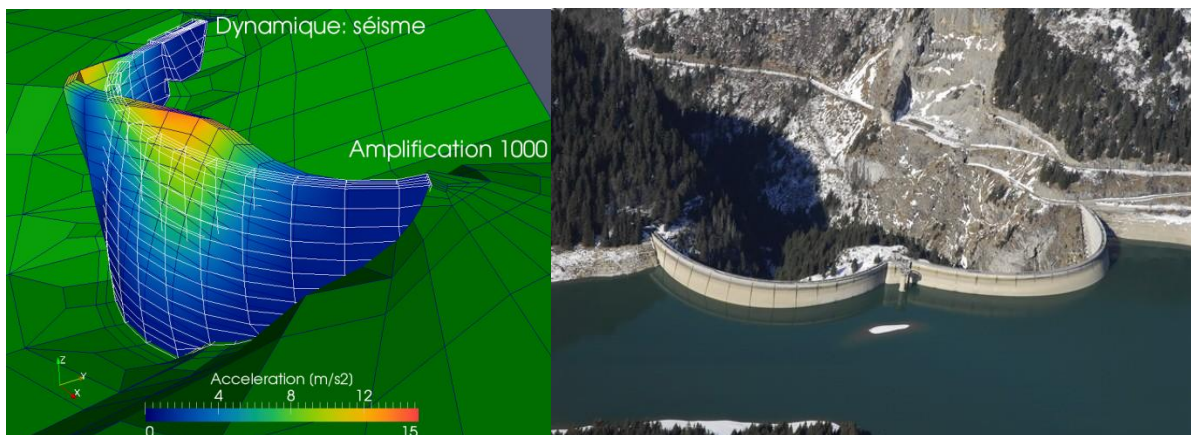 Dynamique: séisme
Amplification 1000
Z
Y
X
Acceleration (m/s2)
4 8 12
0 15